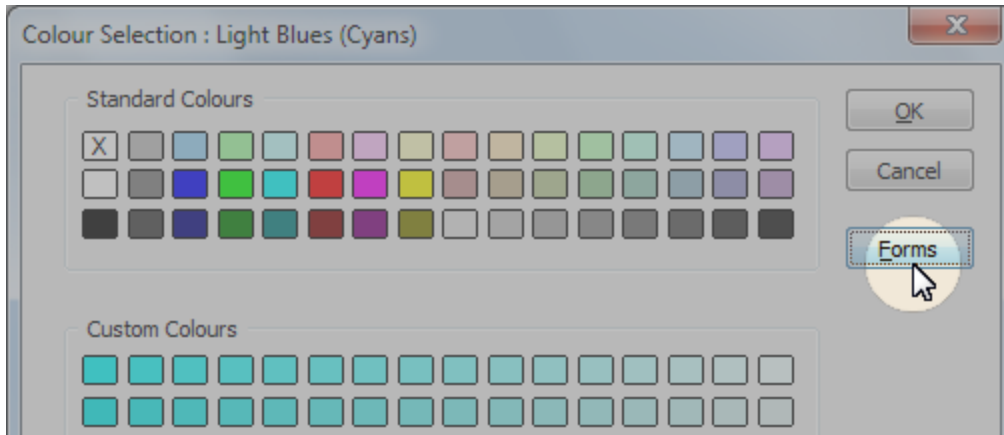 Colour Selection : Light Blues (Cyans)
Standard Colours
OK
X
Cancel
Forms
Custom Colours